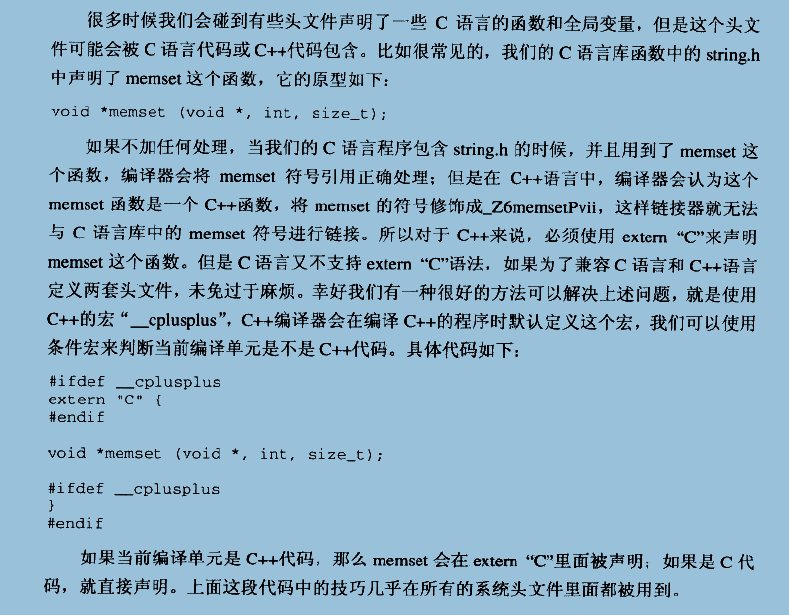 很多时候我们会碰到有些头文件声明了一些 C 语言的函数和全局变量，但是这个头文
件可能会被 C 语言代码或 C++代码包含。比如很常见的，我们的 C 语言库函数中的 string.h
中声明了 memset 这个函数，它的原型如下：
void *memset (void *, int, size_t);
如果不加任何处理，当我们的 C 语言程序包含 string.h 的时候，并且用到了 memset 这
个函数，编译器会将 memset 符号引用正确处理；但是在 C++语言中，编译器会认为这个
memset 函数是一个 C++函数，将 memset 的符号修饰成_Z6memsetPvii，这样链接器就无法
与 C 语言库中的 memset 符号进行链接。所以对于 C++来说，必须使用 extern “C”来声明
memset 这个函数。但是 C 语言又不支持 extern “C”语法，如果为了兼容 C 语言和 C++语言
定义两套头文件，未免过于麻烦。幸好我们有一种很好的方法可以解决上述问题，就是使用
C++的宏“__cplusplus”，C++编译器会在编译 C++的程序时默认定义这个宏，我们可以使用
条件宏来判断当前编译单元是不是 C++代码。具体代码如下：
#ifdef __cplusplus
extern "C" {
#endif
void *memset (void *, int, size_t);
#ifdef __cplusplus
}
#endif
如果当前编译单元是 C++代码，那么 memset 会在 extern “C”里面被声明；如果是 C 代
码，就直接声明。上面这段代码中的技巧几乎在所有的系统头文件里面都被用到。